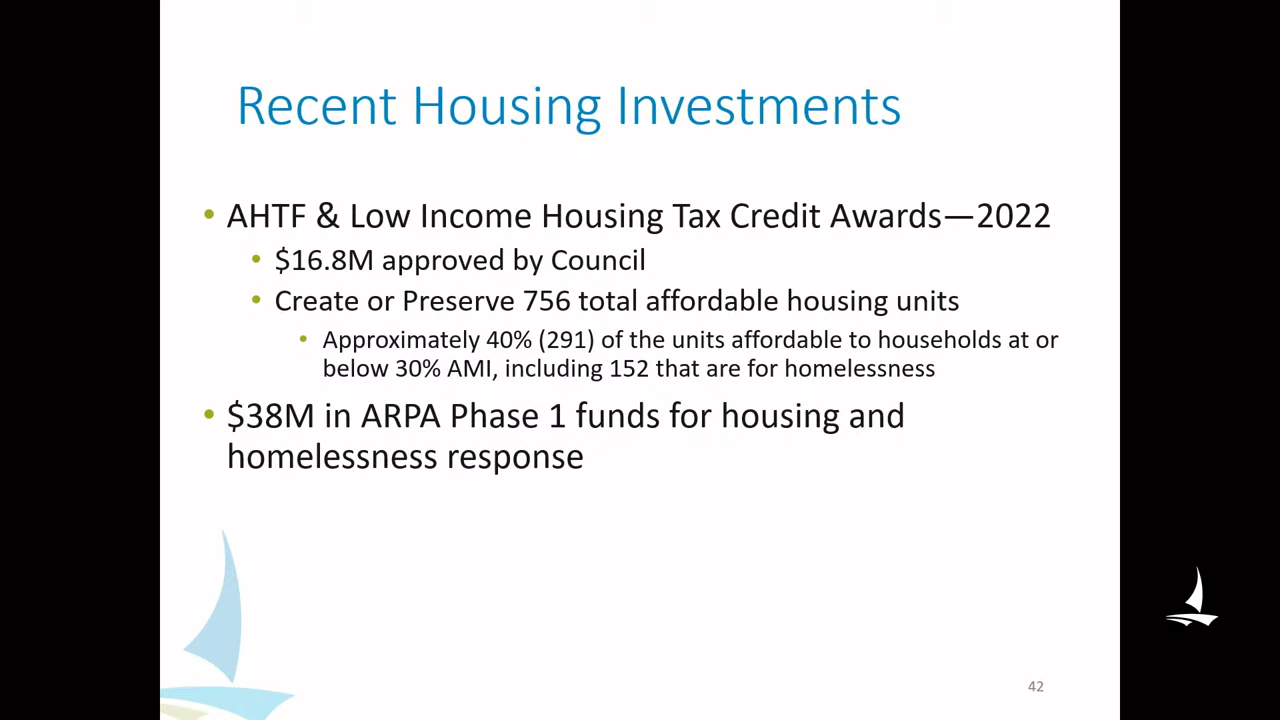 Recent Housing Investments
• AHTF & Low Income Housing Tax Credit Awards—2022
• $16.8M approved by Council
• Create or Preserve 756 total affordable housing units
• Approximately 40% (291) of the units affordable to households at or
below 30% AMI, including 152 that are for homelessness
• $38M in ARPA Phase 1 funds for housing and
homelessness response
42